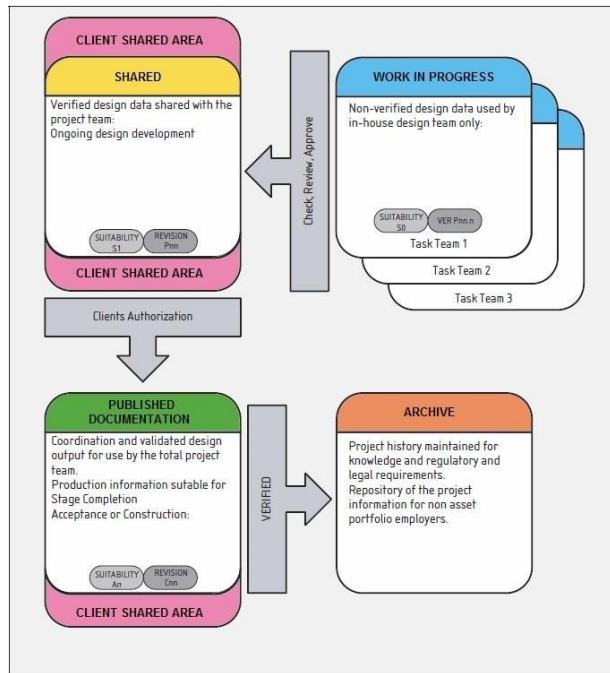 CLIENT SHARED AREA
SHARED
Verified design data shared with the
project team:
Ongoing design development
SUITABILITY
S1
REVISION
Pnn
CLIENT SHARED AREA
Check, Review, Approve
WORK IN PROGRESS
Non-verified design data used by
in-house design team only:
SUITABILITY
S0
VER Pnn.n
Task Team 1
Task Team 2
Task Team 3
Clients Authorization
PUBLISHED
DOCUMENTATION
Coordination and validated design
output for use by the total project
team.
Production information sutable for
Stage Completion
Acceptance or Construction:
SUITABILITY
An
REVISION
Cnn
CLIENT SHARED AREA
VERIFIED
ARCHIVE
Project history maintained for
knowledge and regulatory and
legal requirements.
Repository of the project
information for non asset
portfolio employers.